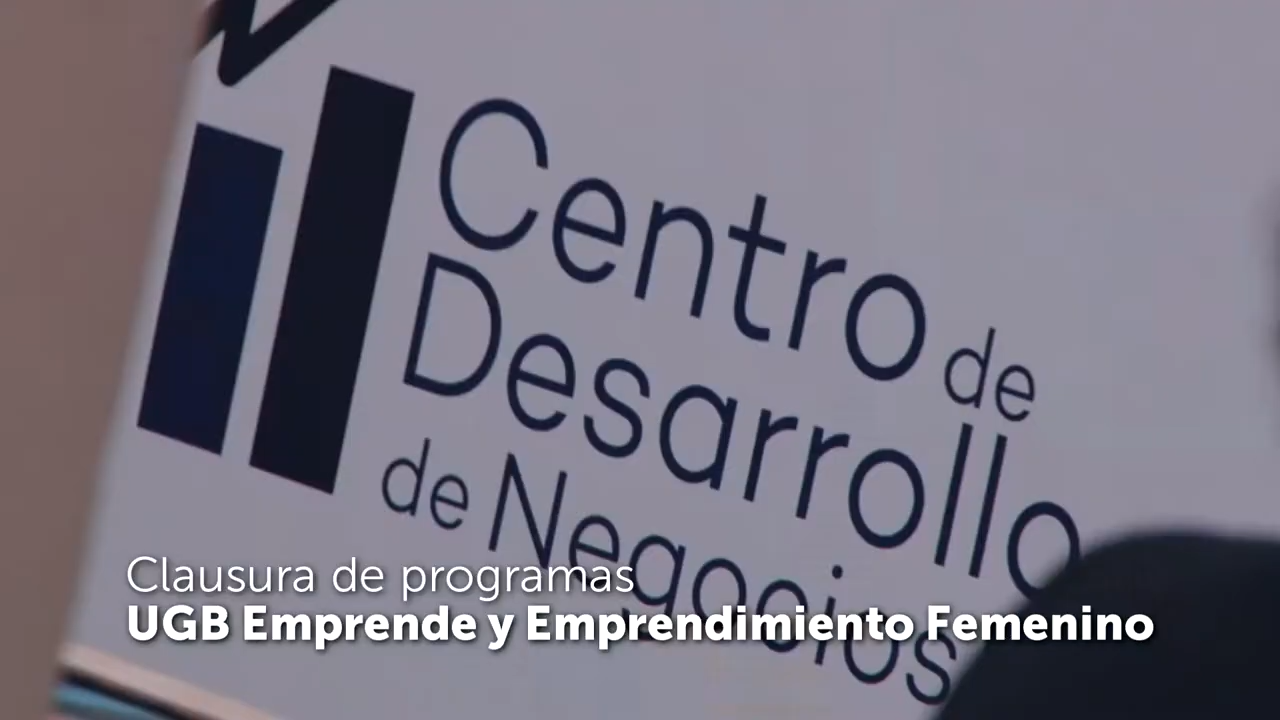 Centro de
Desarrollo
de Negocios
Clausura de programas
UGB Emprende y Emprendimiento Femenino